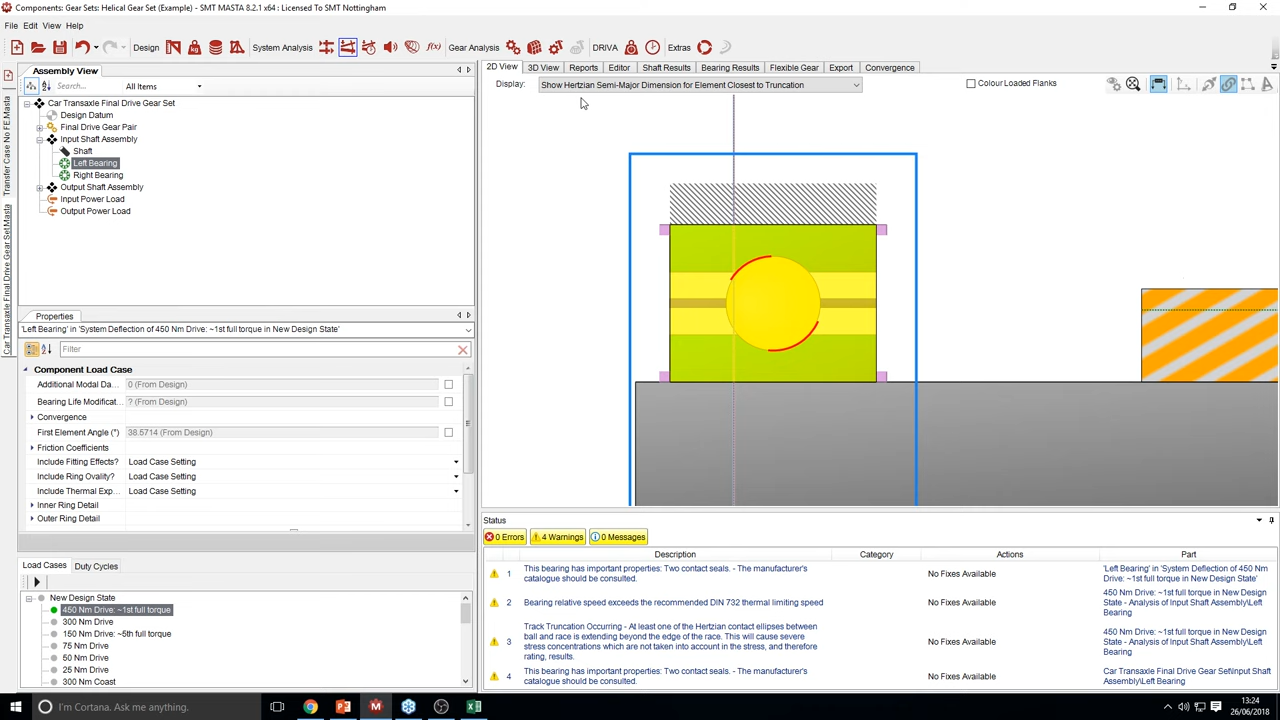 Components: Gear Sets: Helical Gear Set (Example) - SMT MASTA 8.2.1 x64 : Licensed To SMT Nottingham
File Edit View Help
Design System Analysis Gear Analysis DRIVA Extras
Assembly View
Search... All Items
Car Transaxle Final Drive Gear Set
Design Datum
Final Drive Gear Pair
Input Shaft Assembly
Shaft
Left Bearing
Right Bearing
Output Shaft Assembly
Input Power Load
Output Power Load
Transfer Case No FE.Masta
Car Transaxle Final Drive Gear Set.Masta
Properties
'Left Bearing' in 'System Deflection of 450 Nm Drive: ~1st full torque in New Design State'
Filter
Component Load Case
Additional Modal Da... 0 (From Design)
Bearing Life Modificat... ? (From Design)
Convergence
First Element Angle (°) 38.5714 (From Design)
Friction Coefficients
Include Fitting Effects? Load Case Setting
Include Ring Ovality? Load Case Setting
Include Thermal Exp... Load Case Setting
Inner Ring Detail
Outer Ring Detail
Load Cases Duty Cycles
New Design State
450 Nm Drive: ~1st full torque
300 Nm Drive
150 Nm Drive: ~5th full torque
75 Nm Drive
50 Nm Drive
25 Nm Drive
300 Nm Coast
2D View 3D View Reports Editor Shaft Results Bearing Results Flexible Gear Export Convergence
Display: Show Hertzian Semi-Major Dimension for Element Closest to Truncation
Colour Loaded Flanks
Status
0 Errors 4 Warnings 0 Messages
Description Category Actions Part
1 This bearing has important properties: Two contact seals. - The manufacturer's
catalogue should be consulted.
No Fixes Available
'Left Bearing' in 'System Deflection of 450 Nm
Drive: ~1st full torque in New Design State'
2 Bearing relative speed exceeds the recommended DIN 732 thermal limiting speed
No Fixes Available
450 Nm Drive: ~1st full torque in New Design
State - Analysis of Input Shaft Assembly\Left
Bearing
3 Track Truncation Occurring - At least one of the Hertzian contact ellipses between
ball and race is extending beyond the edge of the race. This will cause severe
stress concentrations which are not taken into account in the stress, and therefore
rating, results.
No Fixes Available
450 Nm Drive: ~1st full torque in New Design
State - Analysis of Input Shaft Assembly\Left
Bearing
4 This bearing has important properties: Two contact seals. - The manufacturer's
catalogue should be consulted.
No Fixes Available
Car Transaxle Final Drive Gear Set\Input Shaft
Assembly\Left Bearing
I'm Cortana. Ask me anything.
13:24
26/06/2018